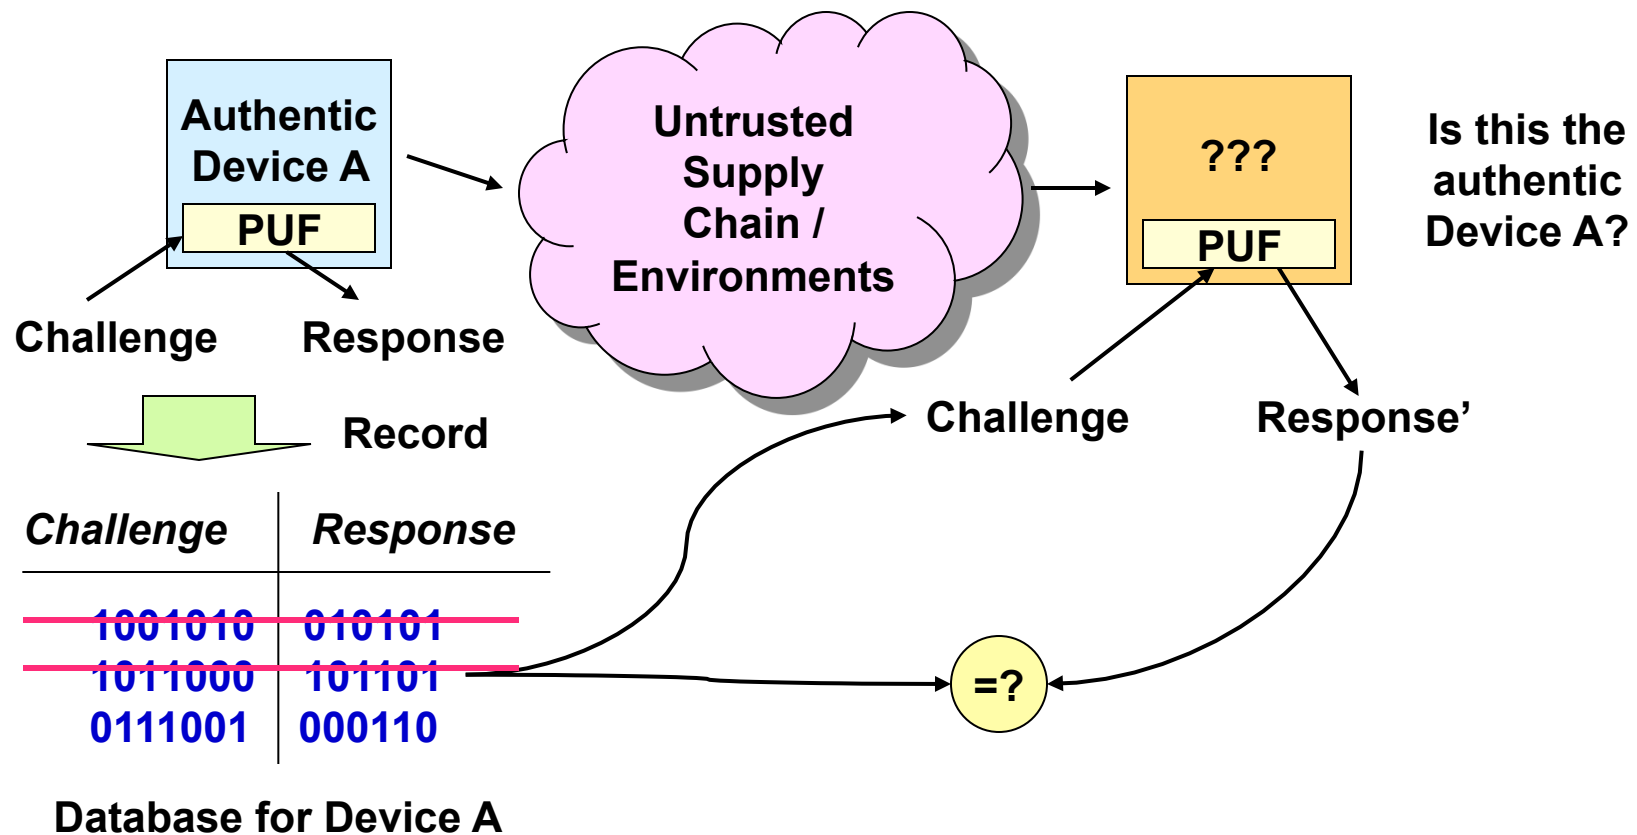 Authentic
Device A
PUF
Challenge
Response
Record
Untrusted
Supply
Chain /
Environments
???
PUF
Is this the
authentic
Device A?
Challenge
Response’
Challenge Response
1001010 010101
1011000 101101
0111001 000110
=?
Database for Device A